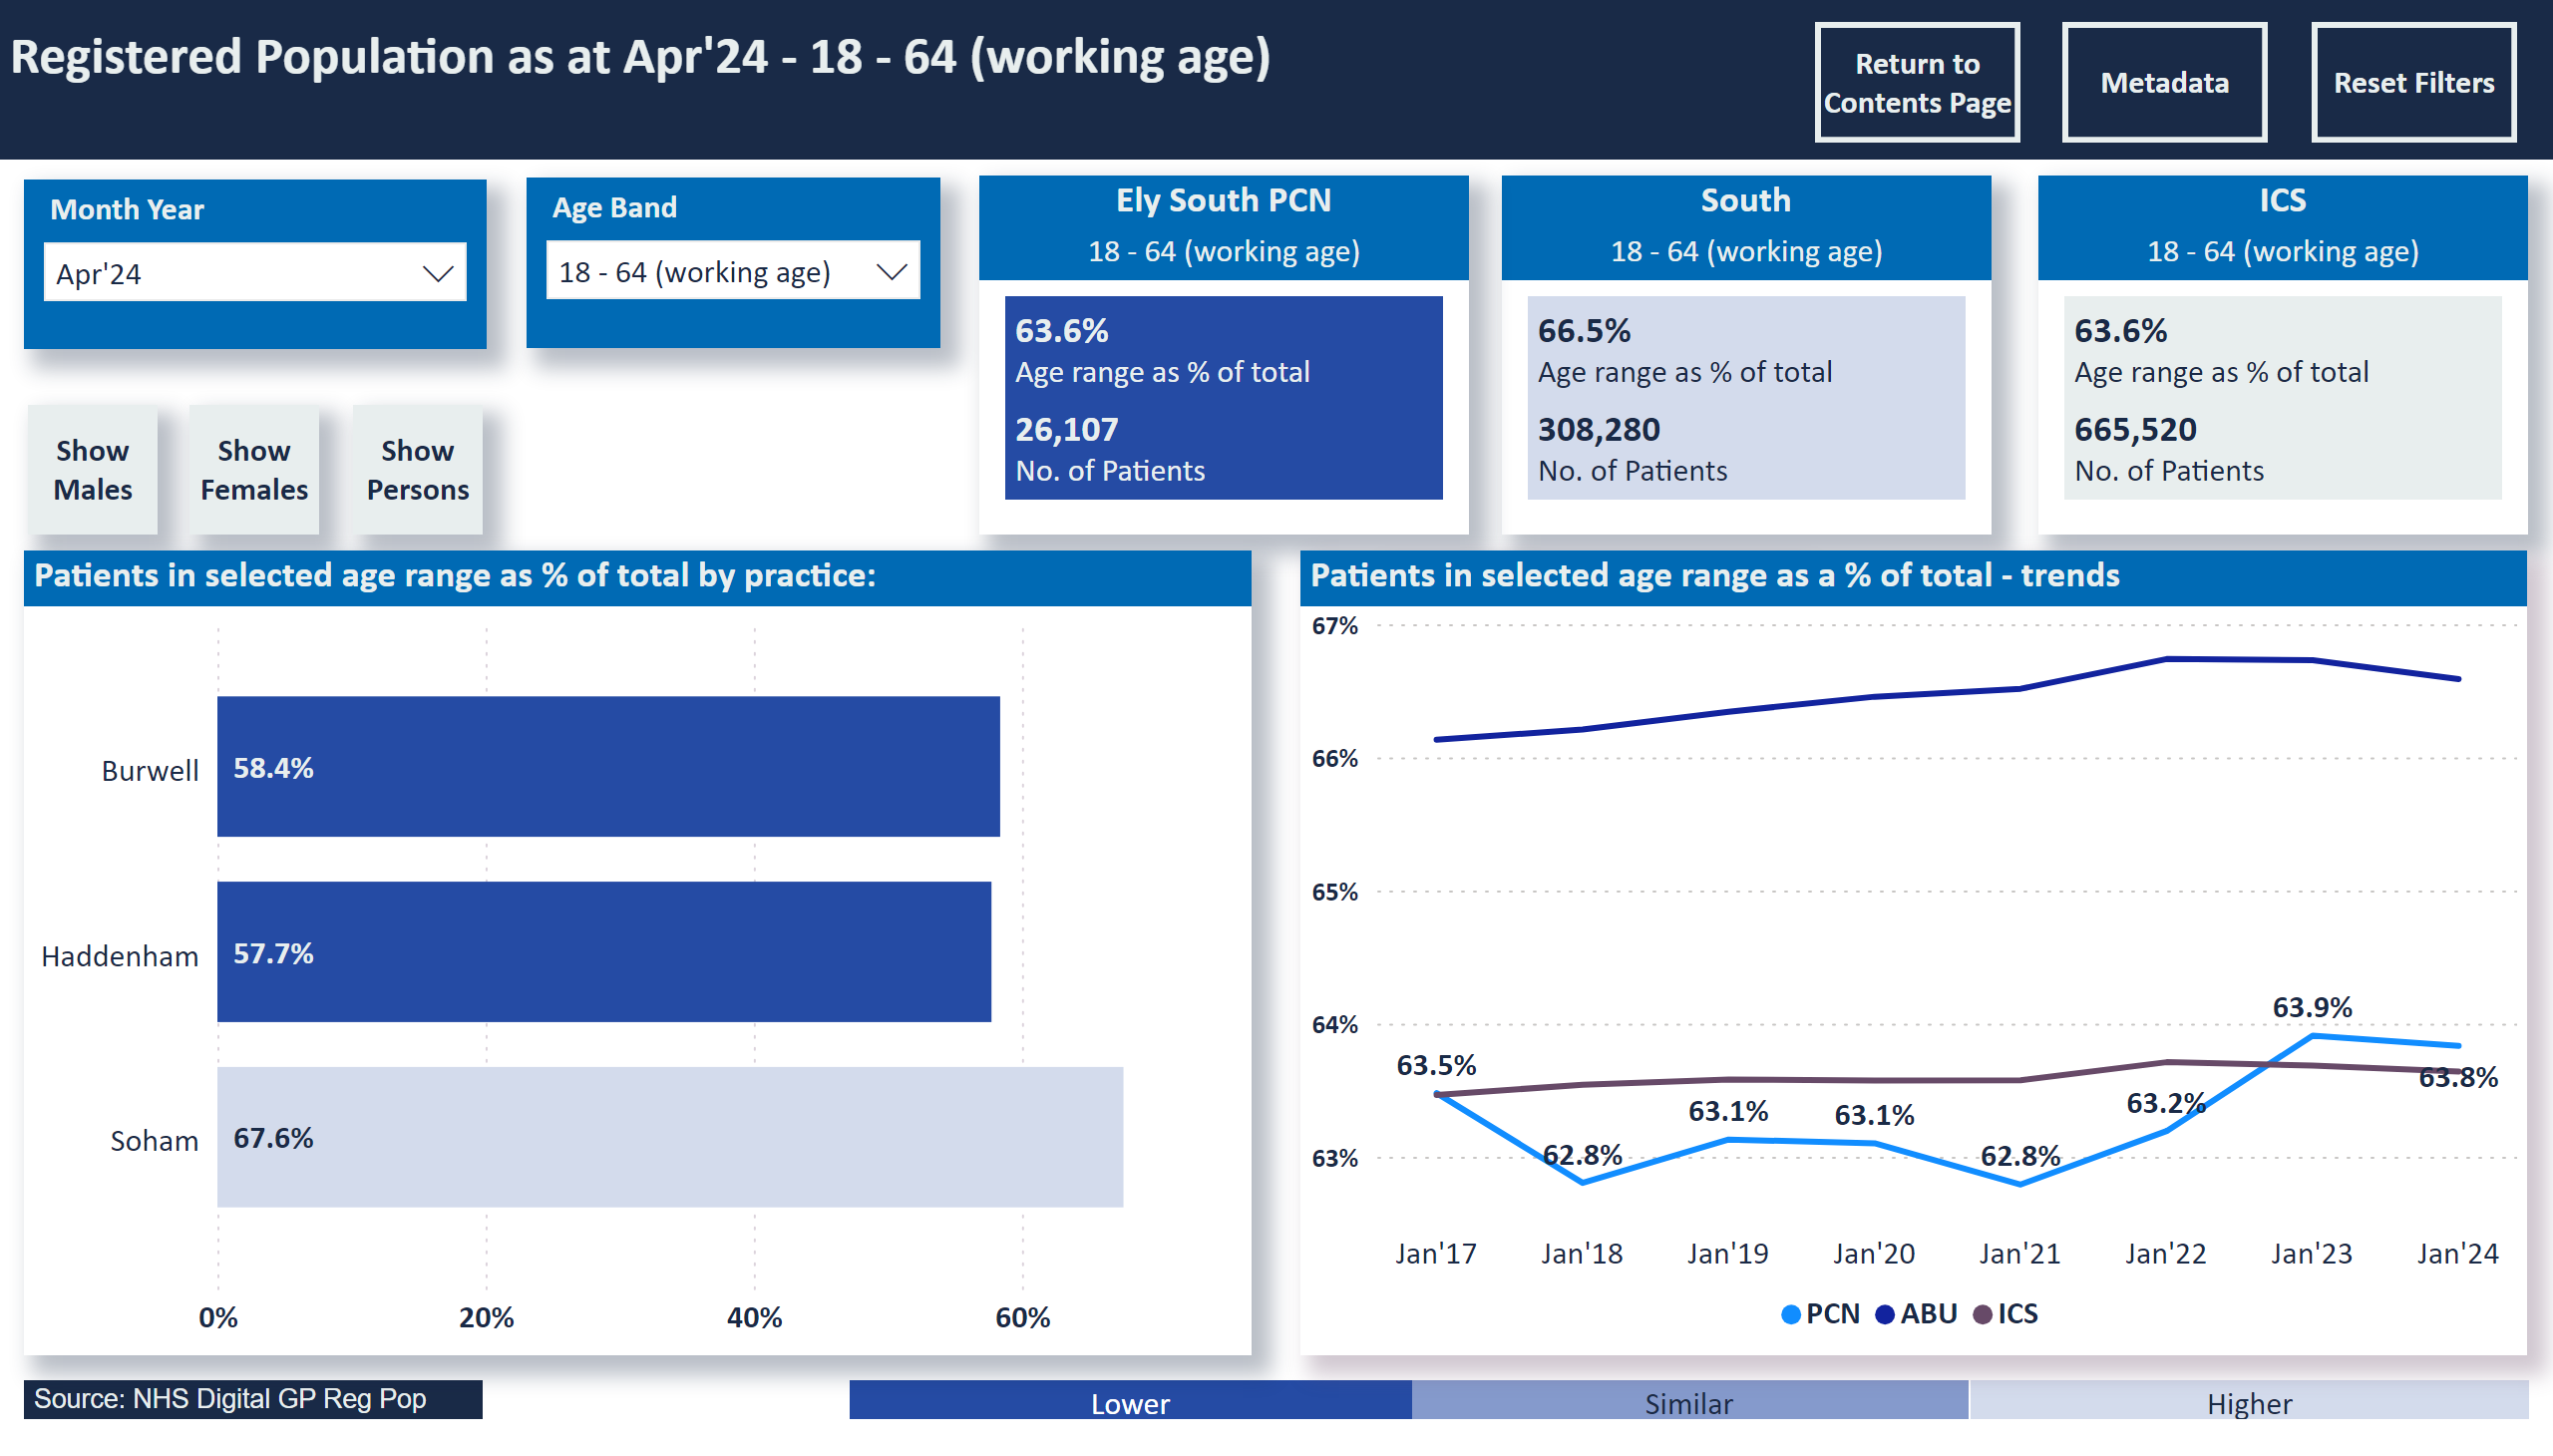 Registered Population as at Apr'24 - 18 - 64 (working age)
Return to
Contents Page
Metadata
Reset Filters
Month Year
Apr'24
Age Band
18 - 64 (working age)
Ely South PCN
18 - 64 (working age)
63.6%
Age range as % of total
26,107
No. of Patients
South
18 - 64 (working age)
66.5%
Age range as % of total
308,280
No. of Patients
ICS
18 - 64 (working age)
63.6%
Age range as % of total
665,520
No. of Patients
Show
Males
Show
Females
Show
Persons
Patients in selected age range as % of total by practice:
Burwell
58.4%
Haddenham
57.7%
Soham
67.6%
0%
20%
40%
60%
Patients in selected age range as a % of total - trends
67%
66%
65%
64%
63%
63.5%
62.8%
63.1%
63.1%
62.8%
63.2%
63.9%
63.8%
Jan'17
Jan'18
Jan'19
Jan'20
Jan'21
Jan'22
Jan'23
Jan'24
PCN
ABU
ICS
Source: NHS Digital GP Reg Pop
Lower
Similar
Higher